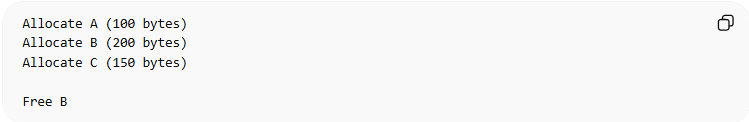 Allocate A (100 bytes)
Allocate B (200 bytes)
Allocate C (150 bytes)
Free B